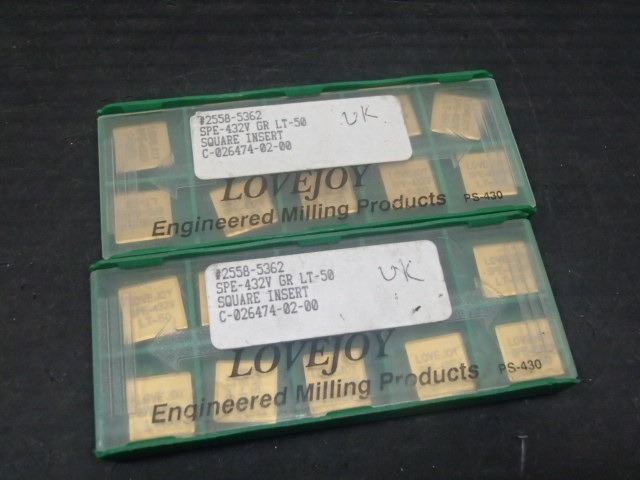 #2558-5362
SPE-432V GR LT-50
SQUARE INSERT
C-026474-02-00
UK
LOVEJOY
Engineered Milling Products
PS-430
#2558-5362
SPE-432V GR LT-50
SQUARE INSERT
C-026474-02-00
UK
LOVEJOY
Engineered Milling Products
PS-430